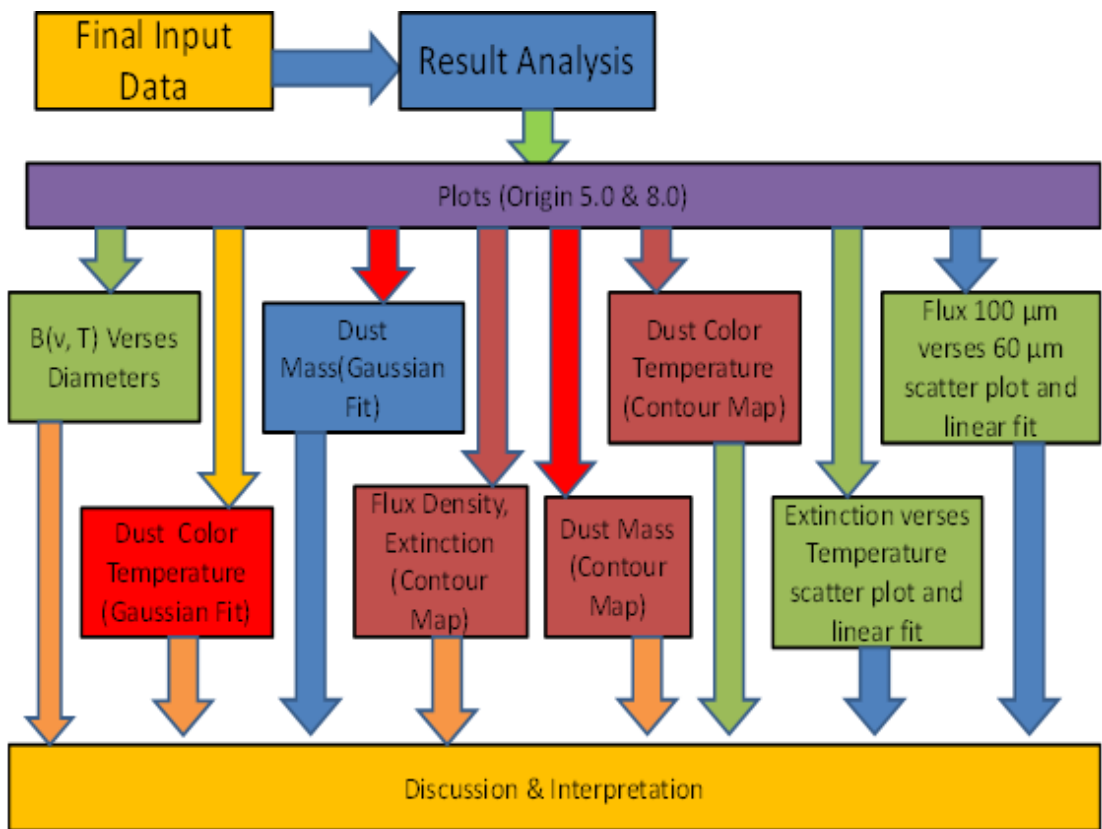 Final Input
Data
Result Analysis
Plots (Origin 5.0 & 8.0)
B(v, T) Verses
Diameters
Dust Color
Temperature
(Gaussian Fit)
Dust
Mass(Gaussian
Fit)
Flux Density,
Extinction
(Contour
Map)
Dust Mass
(Contour
Map)
Dust Color
Temperature
(Contour Map)
Extinction verses
Temperature
scatter plot and
linear fit
Flux 100 µm
verses 60 µm
scatter plot and
linear fit
Discussion & Interpretation